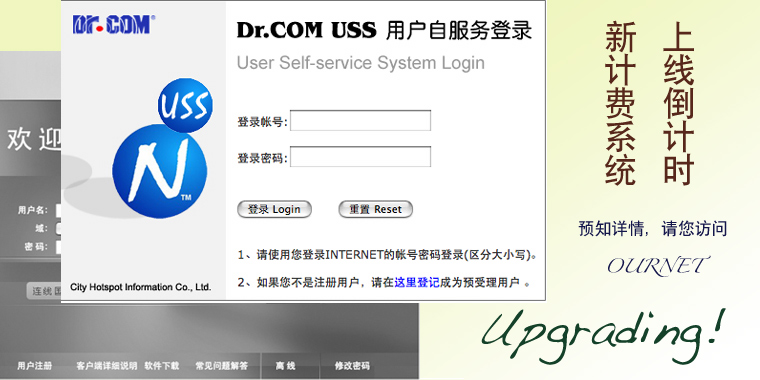 Dr.COM
Dr.COM USS 用户自服务登录
User Self-service System Login
USS
N
TM
登录帐号:
登录密码:
登录 Login
重置 Reset
1、请使用您登录INTERNET的帐号密码登录(区分大小写)。
2、如果您不是注册用户，请在这里登记成为预受理用户 。
City Hotspot Information Co., Ltd.
欢迎
用户名:
域:
密码:
连线国
用户注册
客户端详细说明
软件下载
常见问题解答
离线
修改密码
上线倒计时
新计费系统
预知详情，请您访问
OURNET
Upgrading!